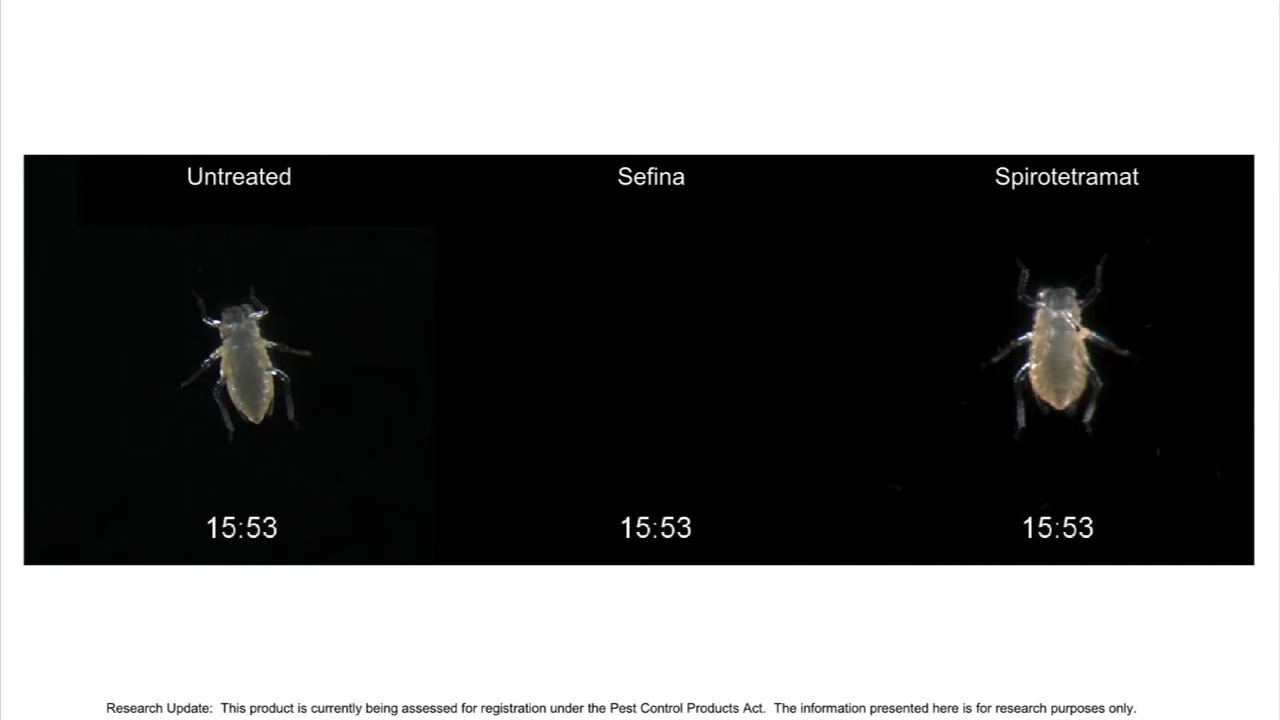 Untreated
Sefina
Spirotetramat
15:53
15:53
15:53
Research Update: This product is currently being assessed for registration under the Pest Control Products Act. The information presented here is for research purposes only.